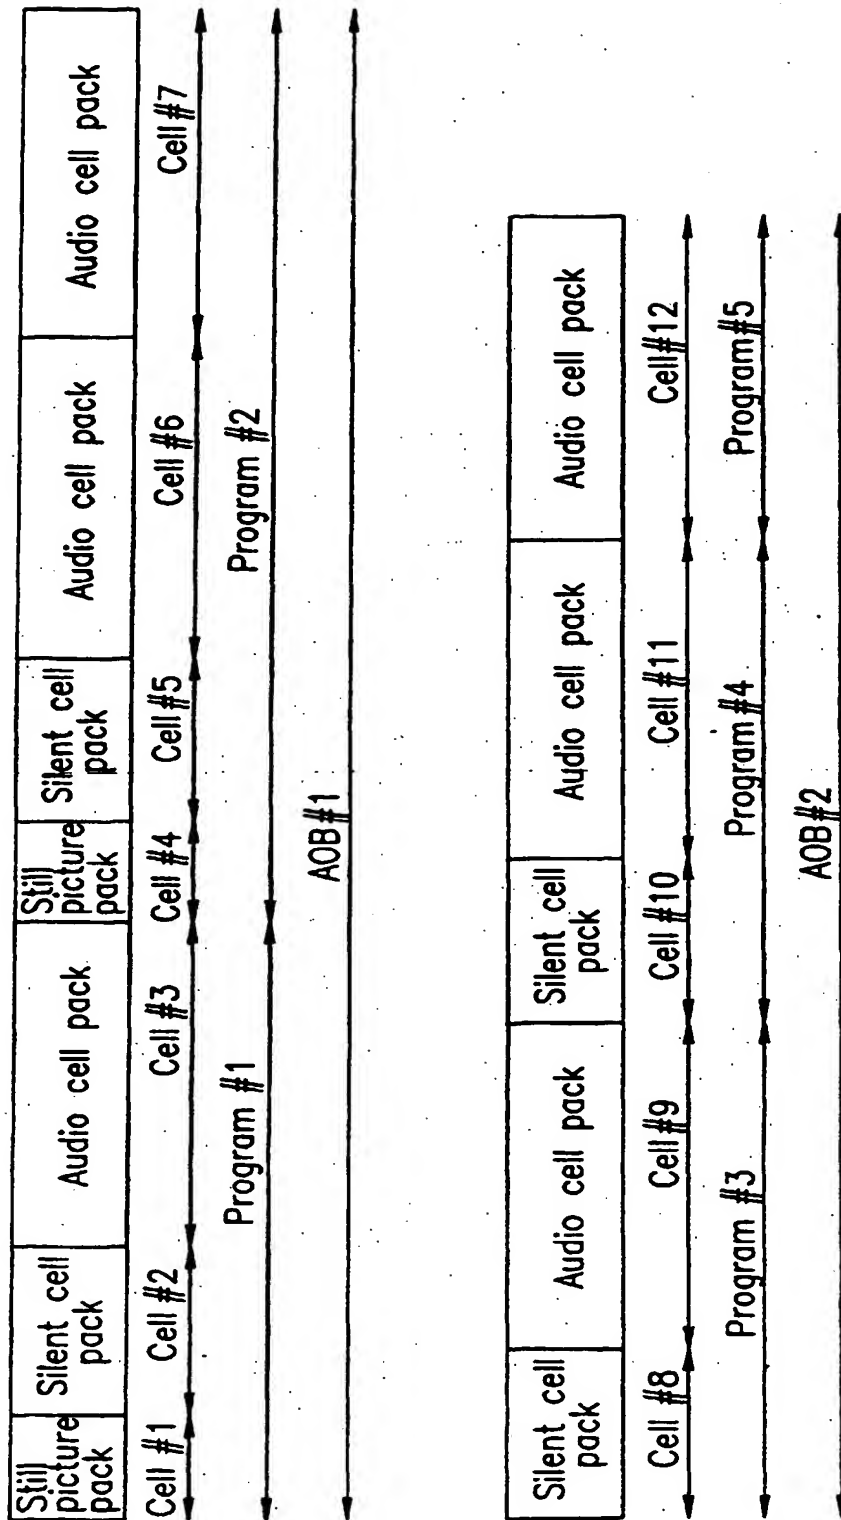 Still
picture
pack
Silent cell
pack
Audio cell pack
Still
picture
pack
Silent cell
pack
Audio cell pack
Audio cell pack
Cell #1
Cell #2
Cell #3
Cell #4
Cell #5
Cell #6
Cell #7
Program #1
Program #2
AOB#1
Silent cell
pack
Audio cell pack
Silent cell
pack
Audio cell pack
Audio cell pack
Cell #8
Cell #9
Cell #10
Cell #11
Cell#12
Program #3
Program#4
Program#5
AOB#2